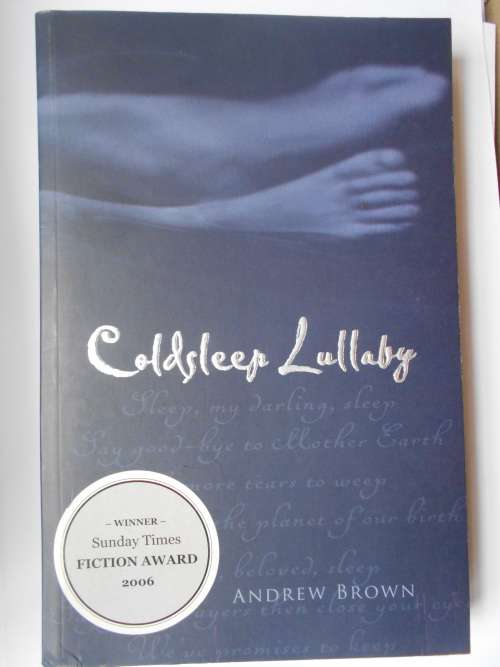 Coldsleep Lullaby
Sleep, my darling, sleep
Say good-bye to Mother Earth
more tears to weep
the planet of our birth
– WINNER –
Sunday Times
FICTION AWARD
2006
beloved, sleep
ANDREW BROWN
then close your eyes
We've promises to keep